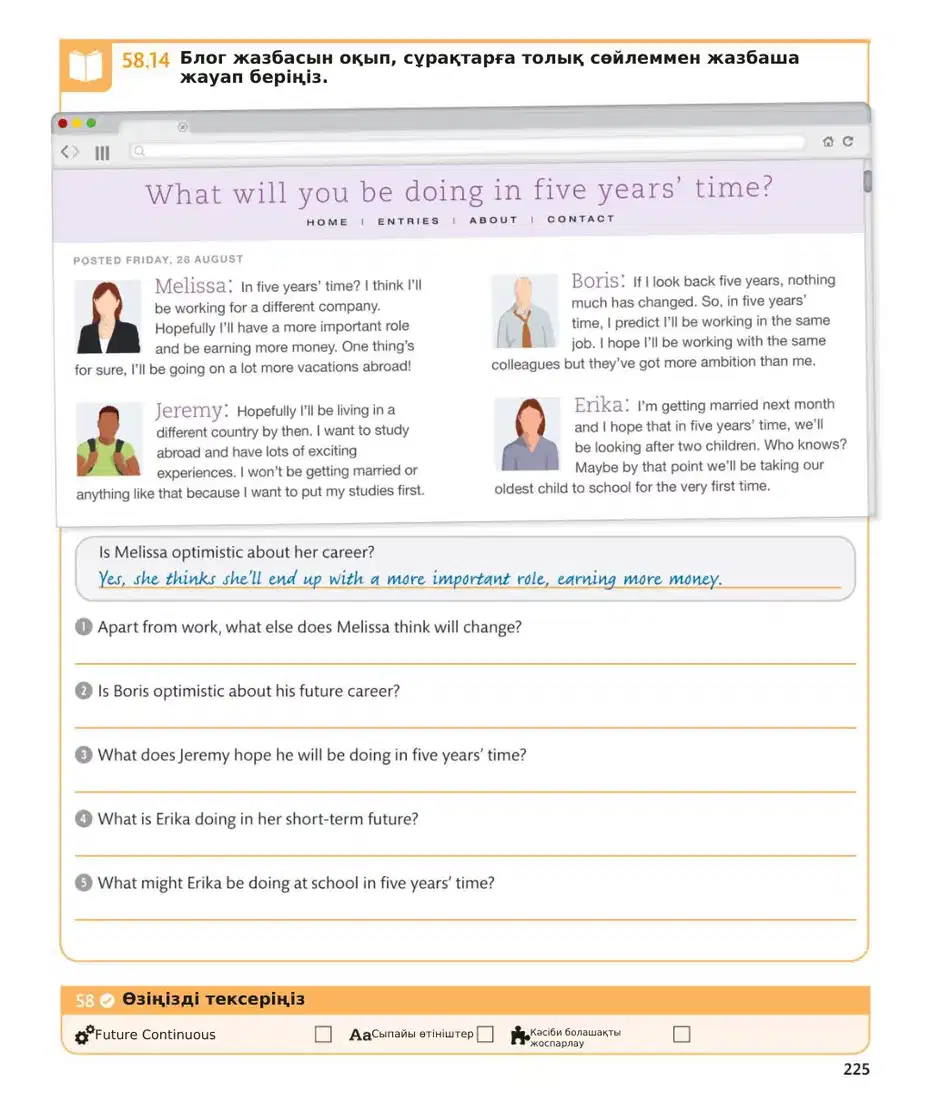 58.14 Блог жазбасын оқып, сұрақтарға толық сөйлеммен жазбаша
жауап беріңіз.
What will you be doing in five years' time?
HOME | ENTRIES | ABOUT | CONTACT
POSTED FRIDAY, 28 AUGUST
Melissa: In five years' time? I think I'll
be working for a different company.
Hopefully I'll have a more important role
and be earning more money. One thing's
for sure, I'll be going on a lot more vacations abroad!
Boris: If I look back five years, nothing
much has changed. So, in five years'
time, I predict I'll be working in the same
job. I hope I'll be working with the same
colleagues but they've got more ambition than me.
Jeremy: Hopefully I'll be living in a
different country by then. I want to study
abroad and have lots of exciting
experiences. I won't be getting married or
anything like that because I want to put my studies first.
Erika: I'm getting married next month
and I hope that in five years' time, we'll
be looking after two children. Who knows?
Maybe by that point we'll be taking our
oldest child to school for the very first time.
Is Melissa optimistic about her career?
Yes, she thinks she'll end up with a more important role, earning more money.
1 Apart from work, what else does Melissa think will change?
2 Is Boris optimistic about his future career?
3 What does Jeremy hope he will be doing in five years' time?
4 What is Erika doing in her short-term future?
5 What might Erika be doing at school in five years' time?
58 Өзіңізді тексеріңіз
Future Continuous
Aa Сыпайы өтініштер
Кәсіби болашақты
жоспарлау
225